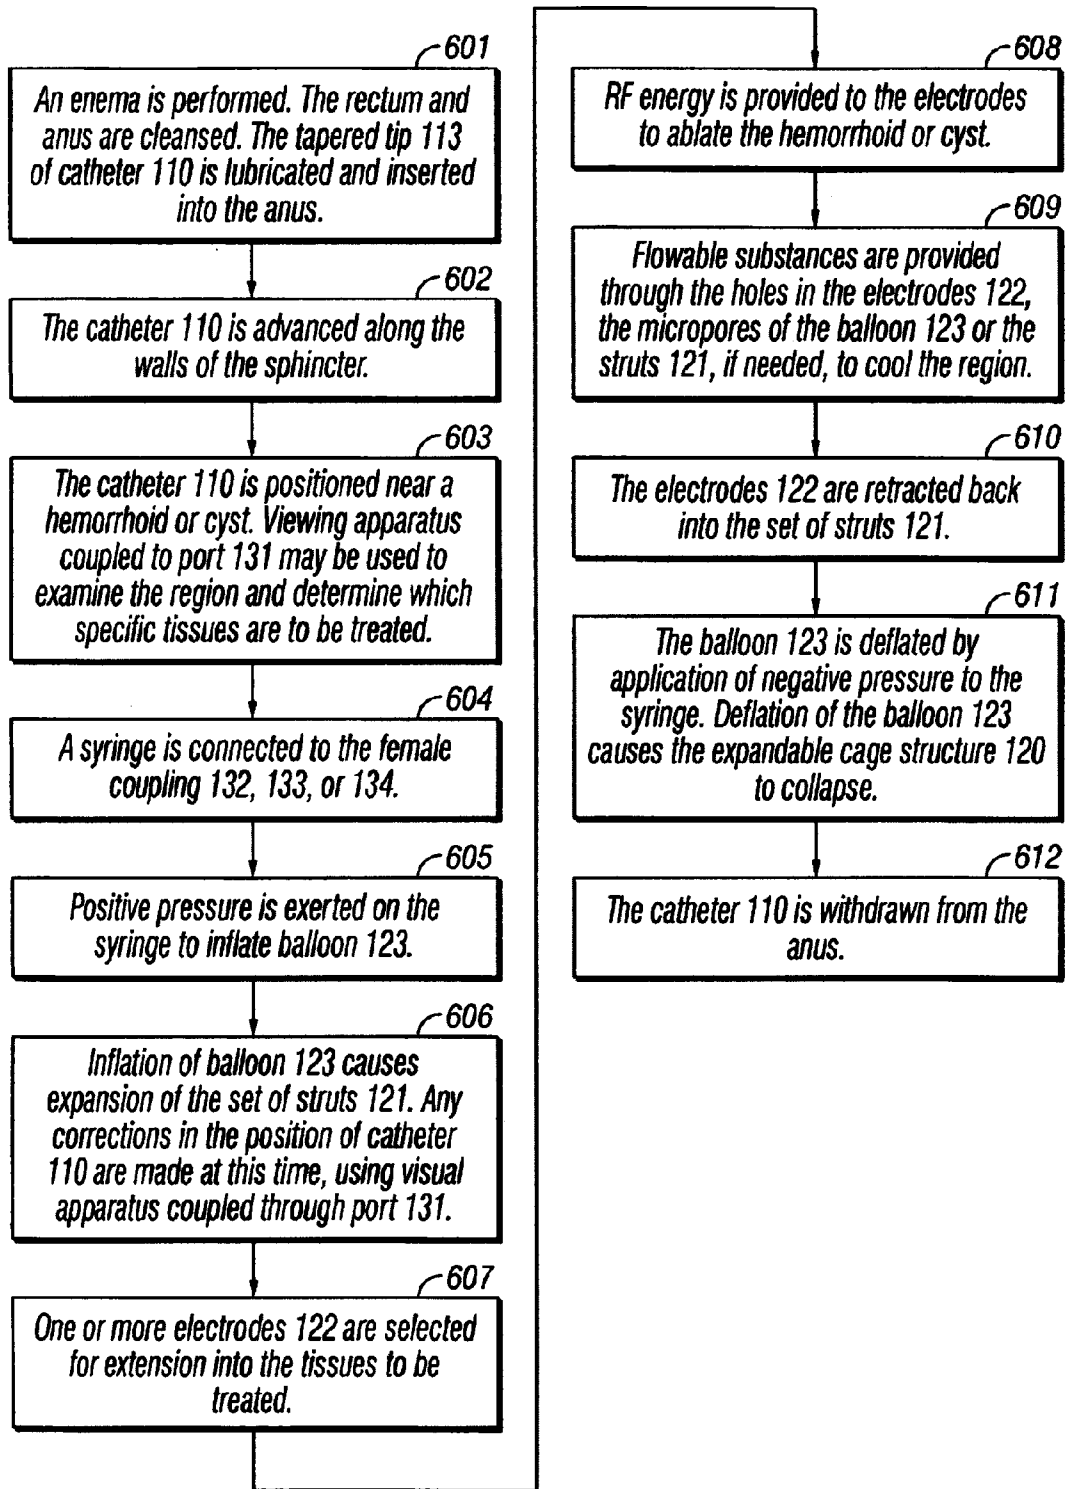 601
An enema is performed. The rectum and
anus are cleansed. The tapered tip 113
of catheter 110 is lubricated and inserted
into the anus.
602
The catheter 110 is advanced along the
walls of the sphincter.
603
The catheter 110 is positioned near a
hemorrhoid or cyst. Viewing apparatus
coupled to port 131 may be used to
examine the region and determine which
specific tissues are to be treated.
604
A syringe is connected to the female
coupling 132, 133, or 134.
605
Positive pressure is exerted on the
syringe to inflate balloon 123.
606
Inflation of balloon 123 causes
expansion of the set of struts 121. Any
corrections in the position of catheter
110 are made at this time, using visual
apparatus coupled through port 131.
607
One or more electrodes 122 are selected
for extension into the tissues to be
treated.
608
RF energy is provided to the electrodes
to ablate the hemorrhoid or cyst.
609
Flowable substances are provided
through the holes in the electrodes 122,
the micropores of the balloon 123 or the
struts 121, if needed, to cool the region.
610
The electrodes 122 are retracted back
into the set of struts 121.
611
The balloon 123 is deflated by
application of negative pressure to the
syringe. Deflation of the balloon 123
causes the expandable cage structure 120
to collapse.
612
The catheter 110 is withdrawn from the
anus.